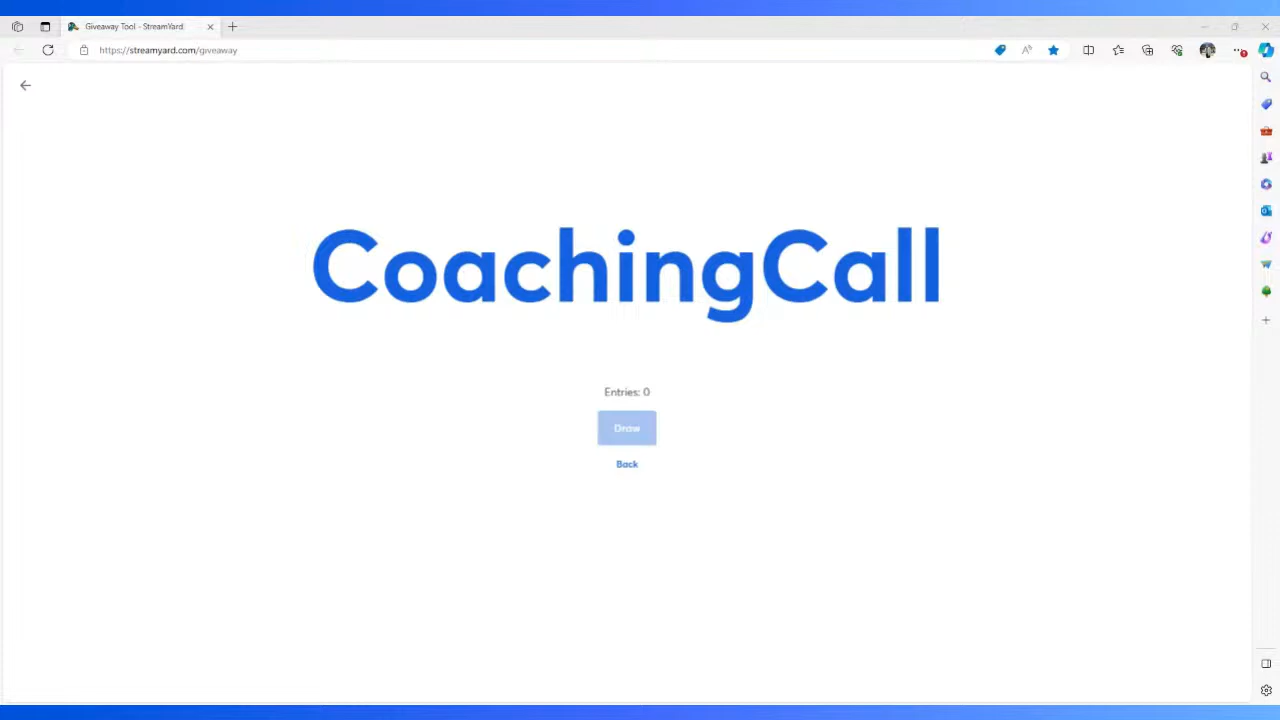 Giveaway Tool - StreamYard
https://streamyard.com/giveaway
CoachingCall
Entries: 0
Draw
Back